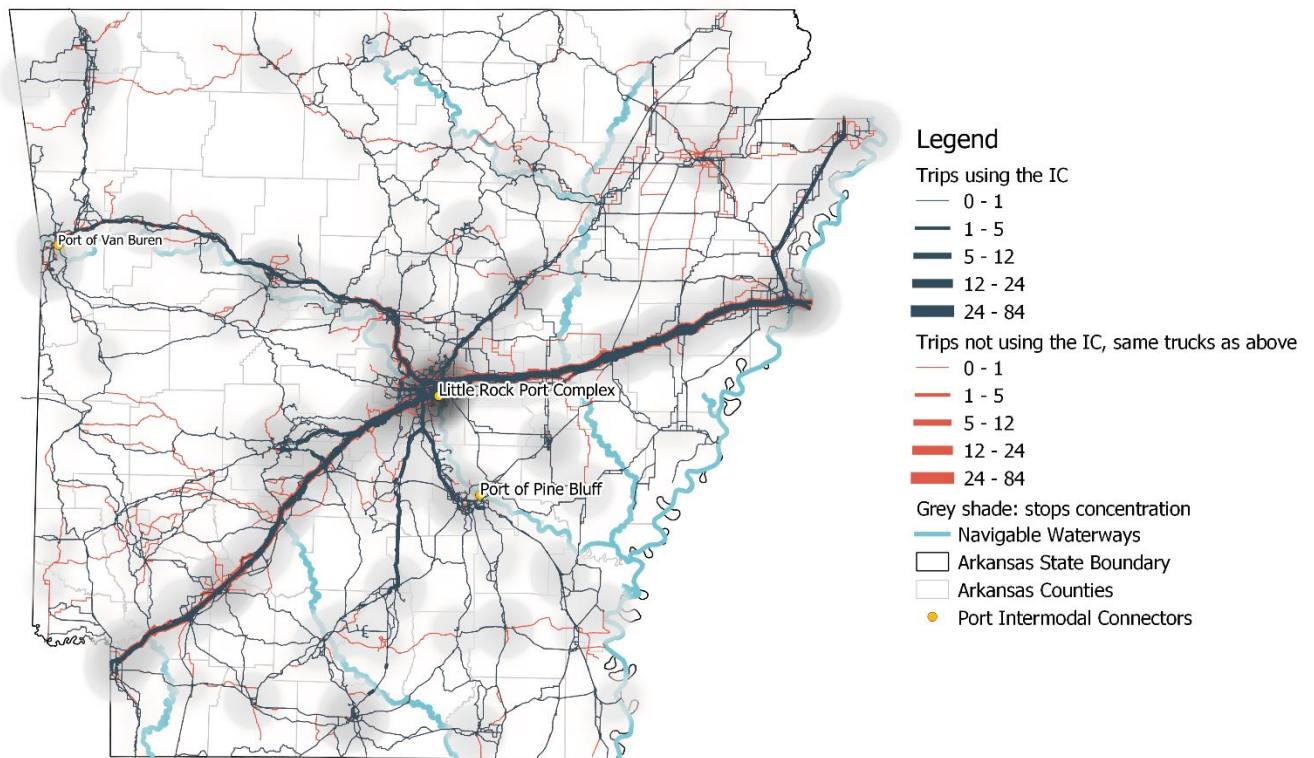 Port of Van Buren
Little Rock Port Complex
Port of Pine Bluff
Legend
Trips using the IC
0 - 1
1 - 5
5 - 12
12 - 24
24 - 84
Trips not using the IC, same trucks as above
0 - 1
1 - 5
5 - 12
12 - 24
24 - 84
Grey shade: stops concentration
Navigable Waterways
Arkansas State Boundary
Arkansas Counties
Port Intermodal Connectors